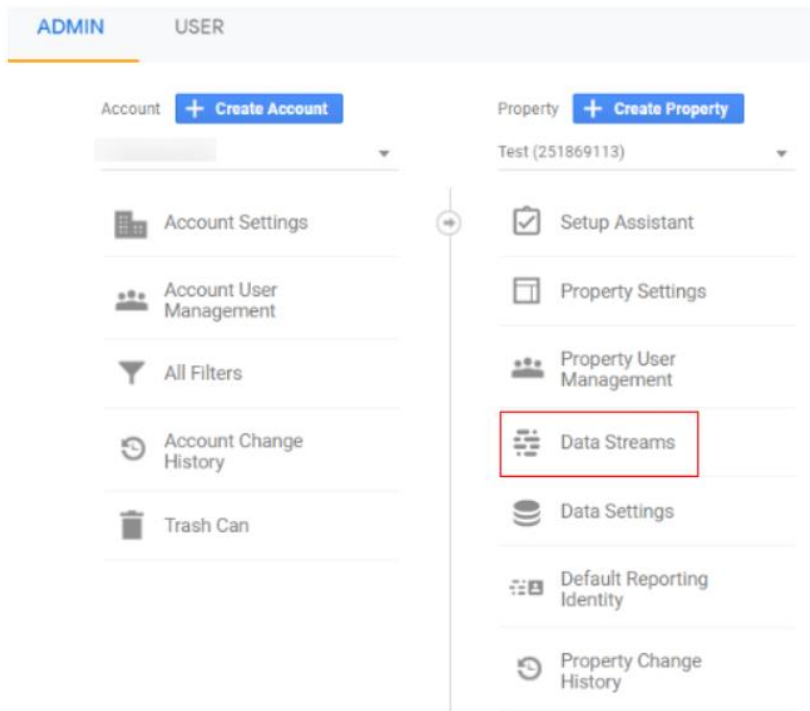 ADMIN USER
Account + Create Account
Account Settings
Account User
Management
All Filters
Account Change
History
Trash Can
Property + Create Property
Test (251869113)
Setup Assistant
Property Settings
Property User
Management
Data Streams
Data Settings
Default Reporting
Identity
Property Change
History